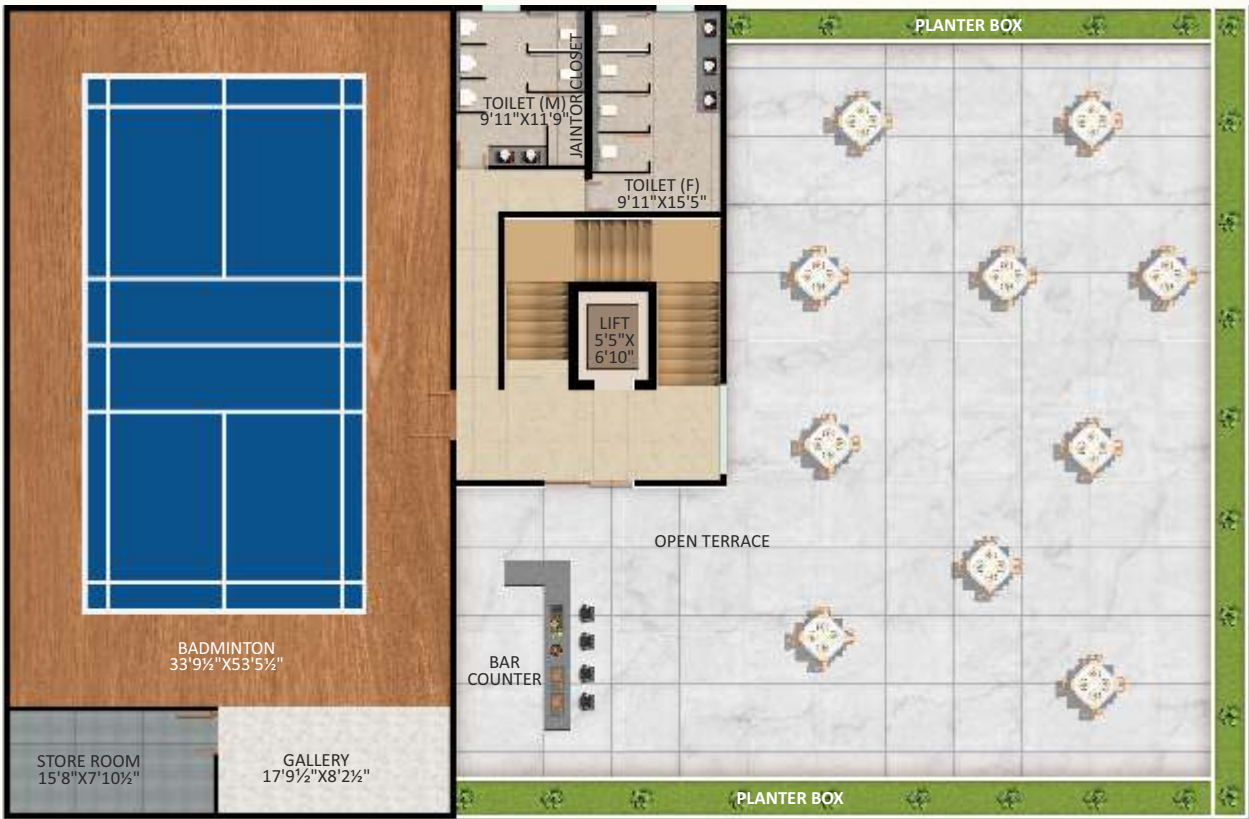 PLANTER BOX
JAINTOR CLOSET
TOILET (M)
9'11"X11'9"
TOILET (F)
9'11"X15'5"
LIFT
5'5"X
6'10"
OPEN TERRACE
BADMINTON
33'9½"X53'5½"
BAR
COUNTER
STORE ROOM
15'8"X7'10½"
GALLERY
17'9½"X8'2½"
PLANTER BOX